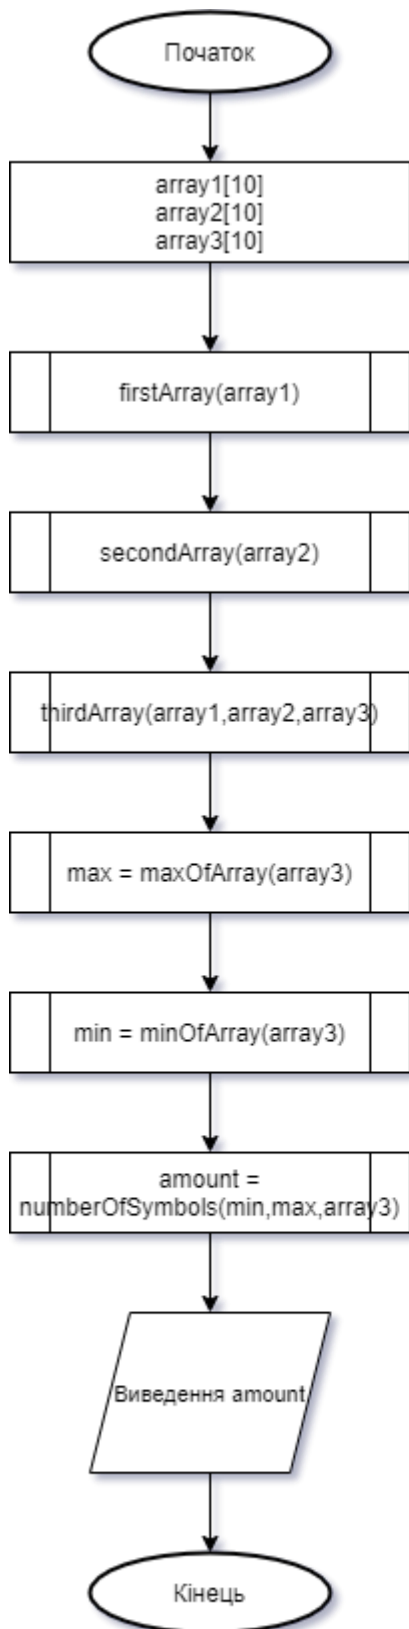 Початок
array1[10]
array2[10]
array3[10]
firstArray(array1)
secondArray(array2)
thirdArray(array1,array2,array3)
max = maxOfArray(array3)
min = minOfArray(array3)
amount =
numberOfSymbols(min,max,array3)
Виведення amount
Кінець